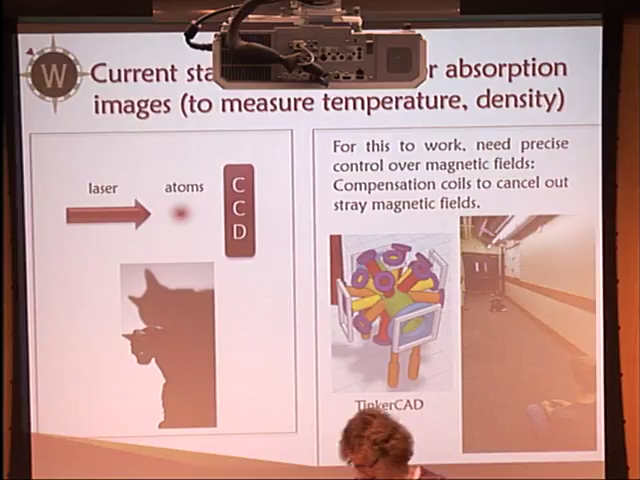 W
Current sta r absorption
images (to measure temperature, density)
laser
atoms
C
C
D
For this to work, need precise
control over magnetic fields:
Compensation coils to cancel out
stray magnetic fields.
TinkerCAD